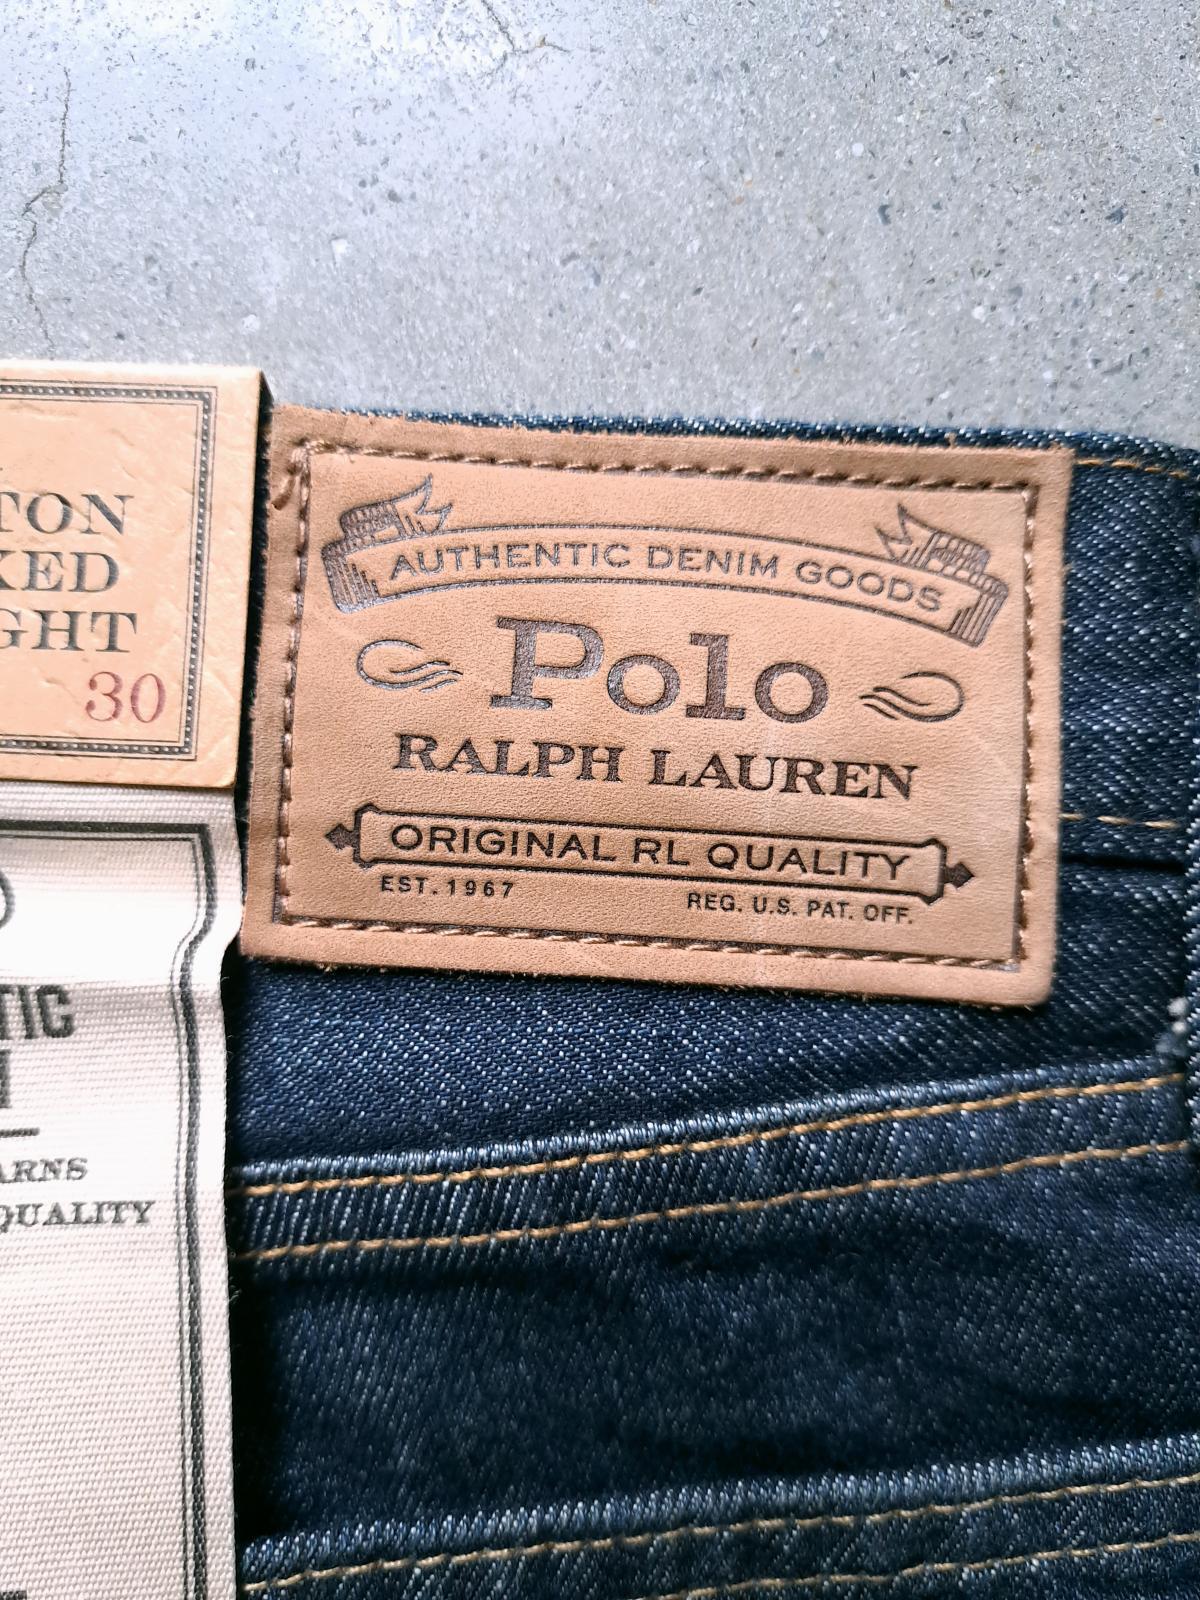 TON
KED
GHT
30
TIC
ARNS
QUALITY
AUTHENTIC DENIM GOODS
Polo
RALPH LAUREN
ORIGINAL RL QUALITY
EST. 1967
REG. U.S. PAT. OFF.